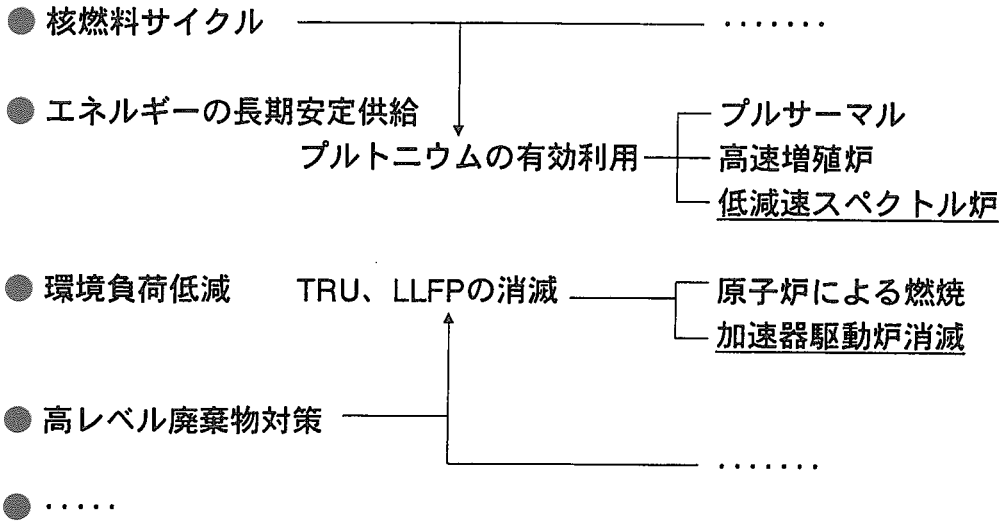 ● 核燃料サイクル ・・・・・・・
● エネルギーの長期安定供給
プルサーマル
プルトニウムの有効利用 高速増殖炉
低減速スペクトル炉
● 環境負荷低減 TRU、LLFPの消滅 原子炉による燃焼
加速器駆動炉消滅
● 高レベル廃棄物対策
・・・・・・・
● ・・・・・